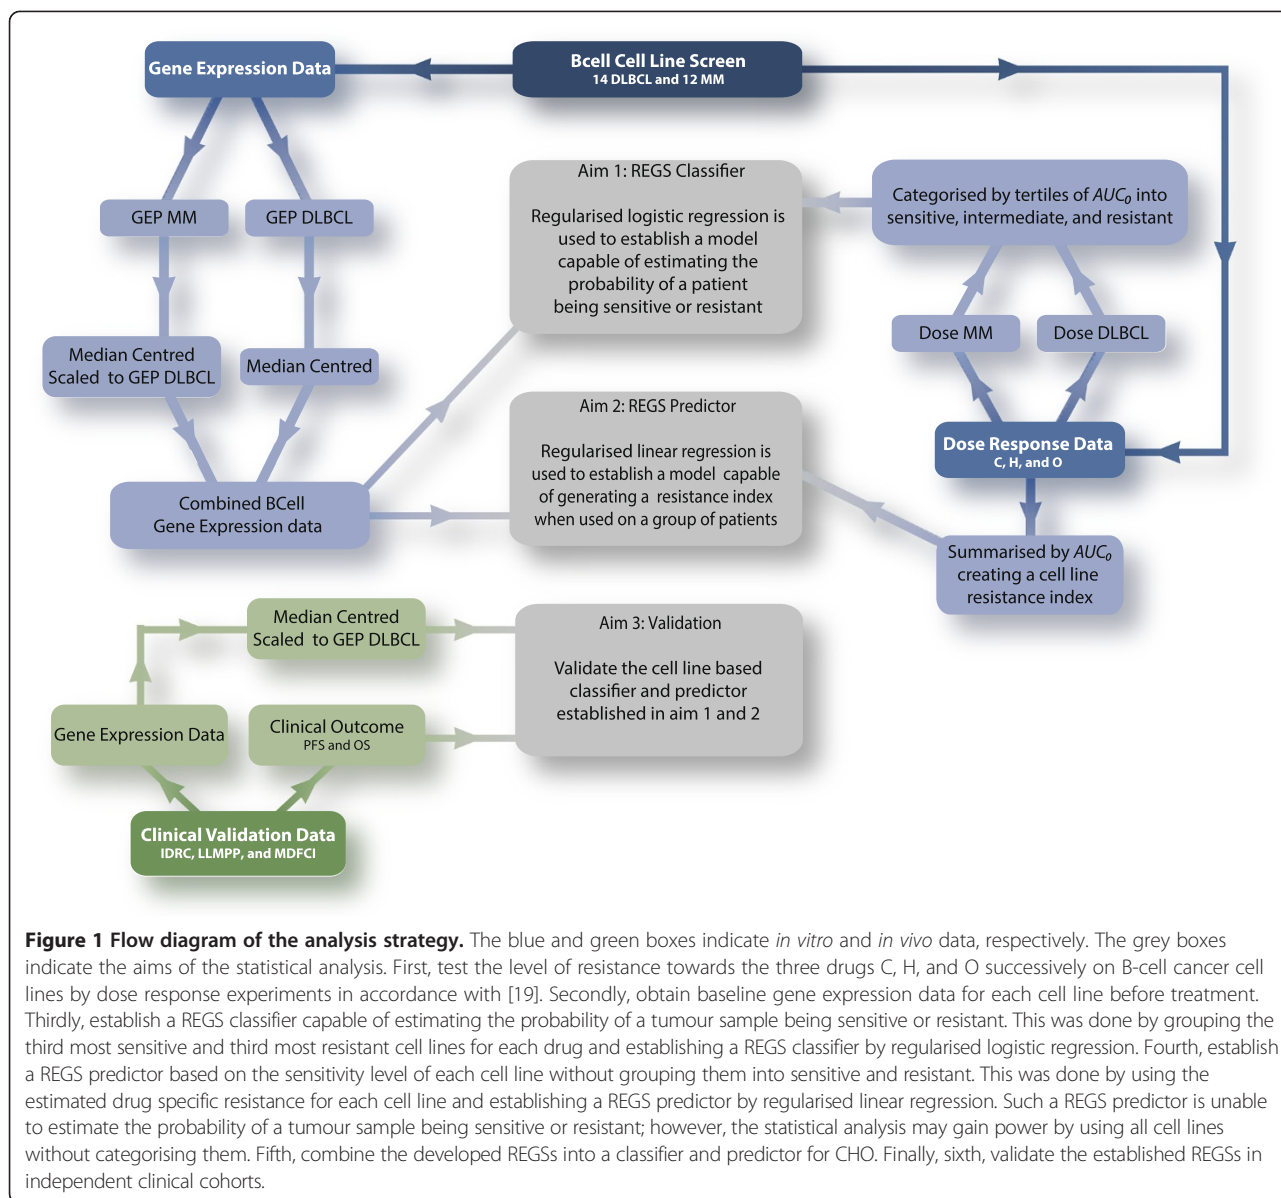 Gene Expression Data
Bcell Cell Line Screen
14 DLBCL and 12 MM
GEP MM
GEP DLBCL
Median Centred
Scaled to GEP DLBCL
Median Centred
Combined BCell
Gene Expression data
Aim 1: REGS Classifier
Regularised logistic regression is
used to establish a model
capable of estimating the
probability of a patient
being sensitive or resistant
Categorised by tertiles of AUC₀ into
sensitive, intermediate, and resistant
Dose MM
Dose DLBCL
Dose Response Data
C, H, and O
Summarised by AUC₀
creating a cell line
resistance index
Aim 2: REGS Predictor
Regularised linear regression is
used to establish a model capable
of generating a resistance index
when used on a group of patients
Median Centred
Scaled to GEP DLBCL
Gene Expression Data
Clinical Outcome
PFS and OS
Clinical Validation Data
IDRC, LLMPP, and MDFCI
Aim 3: Validation
Validate the cell line based
classifier and predictor
established in aim 1 and 2
Figure 1 Flow diagram of the analysis strategy. The blue and green boxes indicate in vitro and in vivo data, respectively. The grey boxes
indicate the aims of the statistical analysis. First, test the level of resistance towards the three drugs C, H, and O successively on B-cell cancer cell
lines by dose response experiments in accordance with [19]. Secondly, obtain baseline gene expression data for each cell line before treatment.
Thirdly, establish a REGS classifier capable of estimating the probability of a tumour sample being sensitive or resistant. This was done by grouping the
third most sensitive and third most resistant cell lines for each drug and establishing a REGS classifier by regularised logistic regression. Fourth, establish
a REGS predictor based on the sensitivity level of each cell line without grouping them into sensitive and resistant. This was done by using the
estimated drug specific resistance for each cell line and establishing a REGS predictor by regularised linear regression. Such a REGS predictor is unable
to estimate the probability of a tumour sample being sensitive or resistant; however, the statistical analysis may gain power by using all cell lines
without categorising them. Fifth, combine the developed REGSs into a classifier and predictor for CHO. Finally, sixth, validate the established REGSs in
independent clinical cohorts.